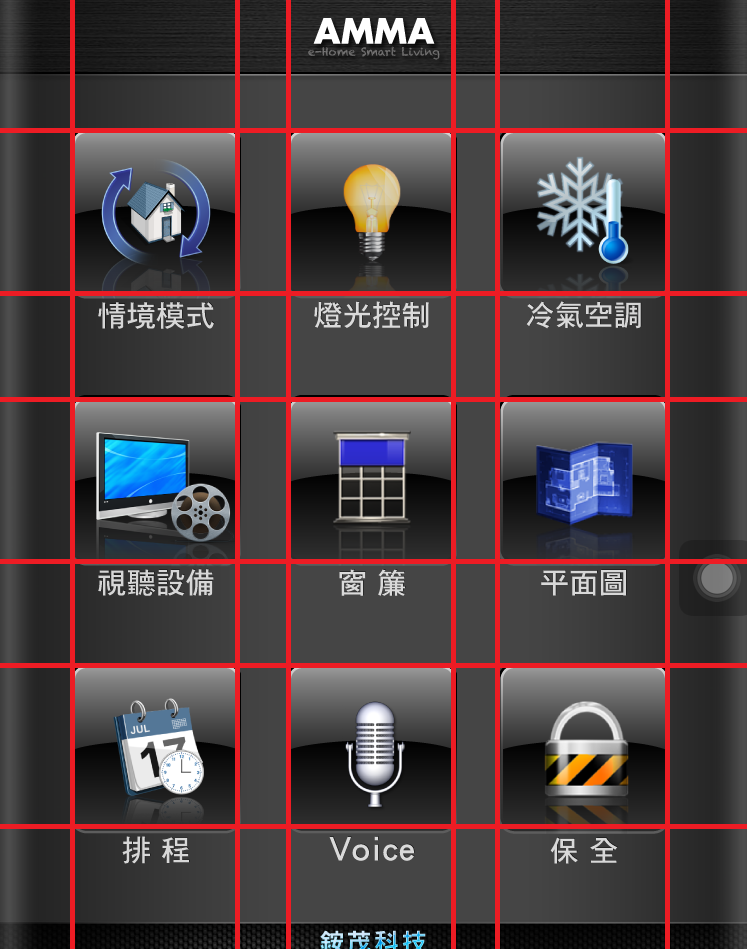 AMMA
e-Home Smart Living
情境模式
燈光控制
冷氣空調
視聽設備
窗 簾
平面圖
JUL
17
排 程
Voice
保 全
銨茂科技